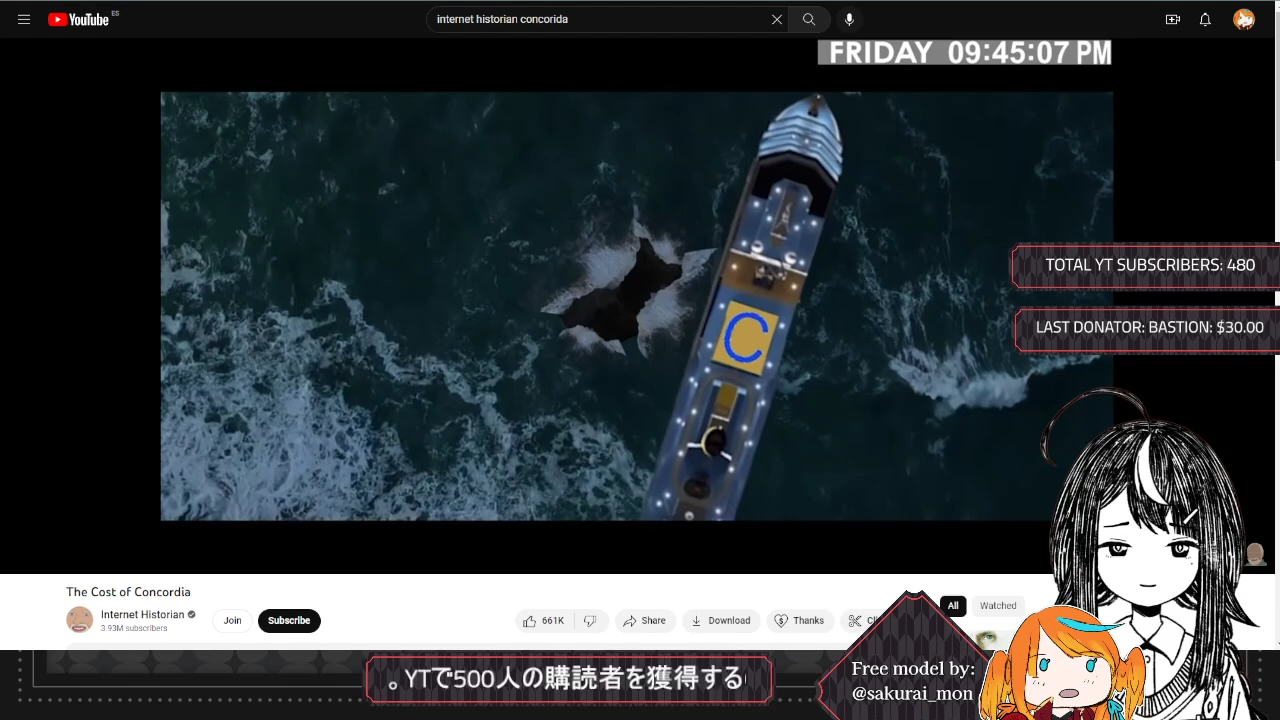 YouTube ES
internet historian concorida
FRIDAY 09:45:07 PM
C
TOTAL YT SUBSCRIBERS: 480
LAST DONATOR: BASTION: $30.00
The Cost of Concordia
Internet Historian
3.93M subscribers
Join
Subscribe
661K
Share
Download
Thanks
Cli
All
Watched
。YTで500人の購読者を獲得する
Free model by:
@sakurai_mon